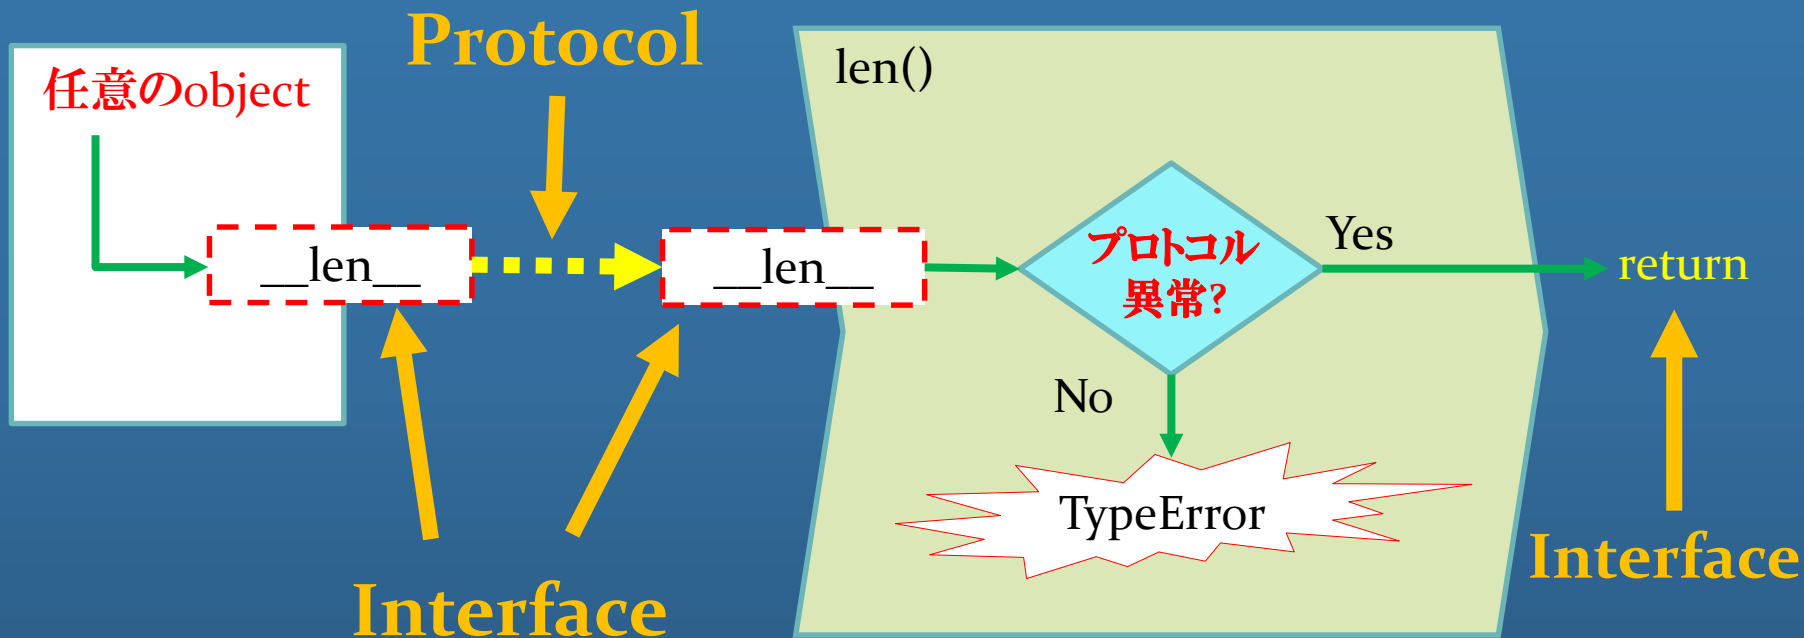 Protocol
任意のobject
len()
__len__
__len__
プロトコル
異常?
Yes
return
No
TypeError
Interface
Interface